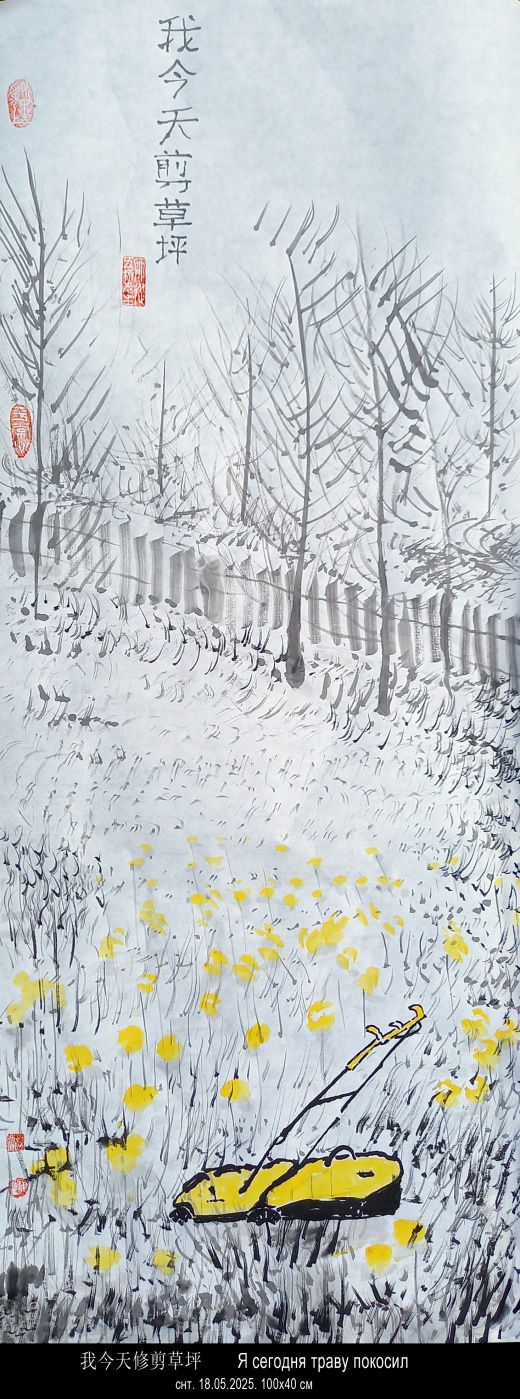 我今天剪草坪
我今天修剪草坪 Я сегодня траву покосил
снт. 18.05.2025. 100x40 см